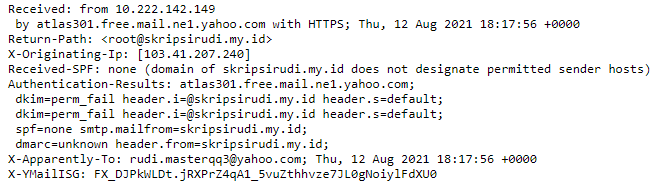 Received: from 10.222.142.149
by atlas301.free.mail.ne1.yahoo.com with HTTPS; Thu, 12 Aug 2021 18:17:56 +0000
Return-Path: <root@skripsirudi.my.id>
X-Originating-Ip: [103.41.207.240]
Received-SPF: none (domain of skripsirudi.my.id does not designate permitted sender hosts)
Authentication-Results: atlas301.free.mail.ne1.yahoo.com;
dkim=perm_fail header.i=@skripsirudi.my.id header.s=default;
dkim=perm_fail header.i=@skripsirudi.my.id header.s=default;
spf=none smtp.mailfrom=skripsirudi.my.id;
dmarc=unknown header.from=skripsirudi.my.id;
X-Apparently-To: rudi.masterqq3@yahoo.com; Thu, 12 Aug 2021 18:17:56 +0000
X-YMailISG: FX_DJPkWLDt.jRXPrZ4qA1_5vuZthhvze7JL0gNoiylFdXU0